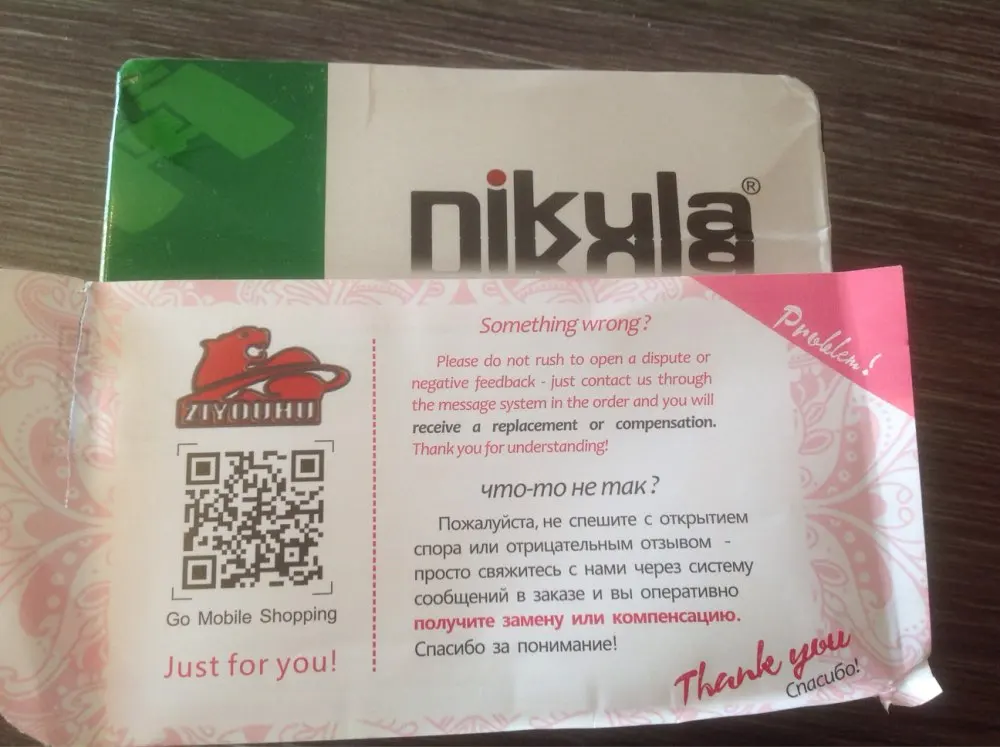 nikula®
Problem!
ZIYOUHU
Go Mobile Shopping
Just for you!
Something wrong?
Please do not rush to open a dispute or
negative feedback - just contact us through
the message system in the order and you will
receive a replacement or compensation.
Thank you for understanding!
что-то не так?
Пожалуйста, не спешите с открытием
спора или отрицательным отзывом -
просто свяжитесь с нами через систему
сообщений в заказе и вы оперативно
получите замену или компенсацию.
Спасибо за понимание!
Thank you
Спасибо!